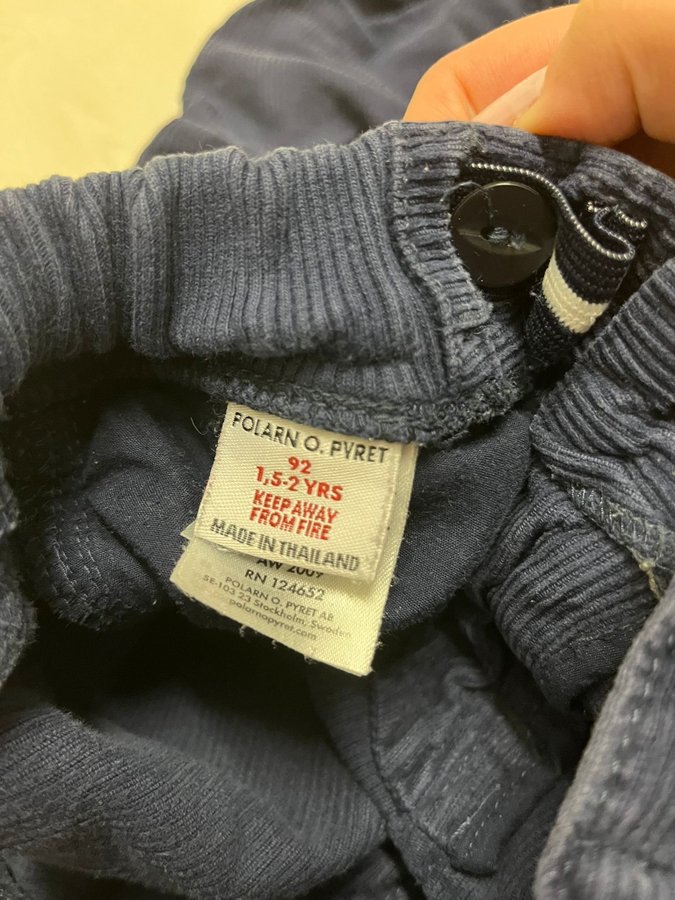 POLARN O. PYRET
92
1,5-2 YRS
KEEP AWAY
FROM FIRE
MADE IN THAILAND
AW 2009
RN 124652
POLARN O. PYRET AB
SE-103 23 Stockholm, Sweden
polarnopyret.com